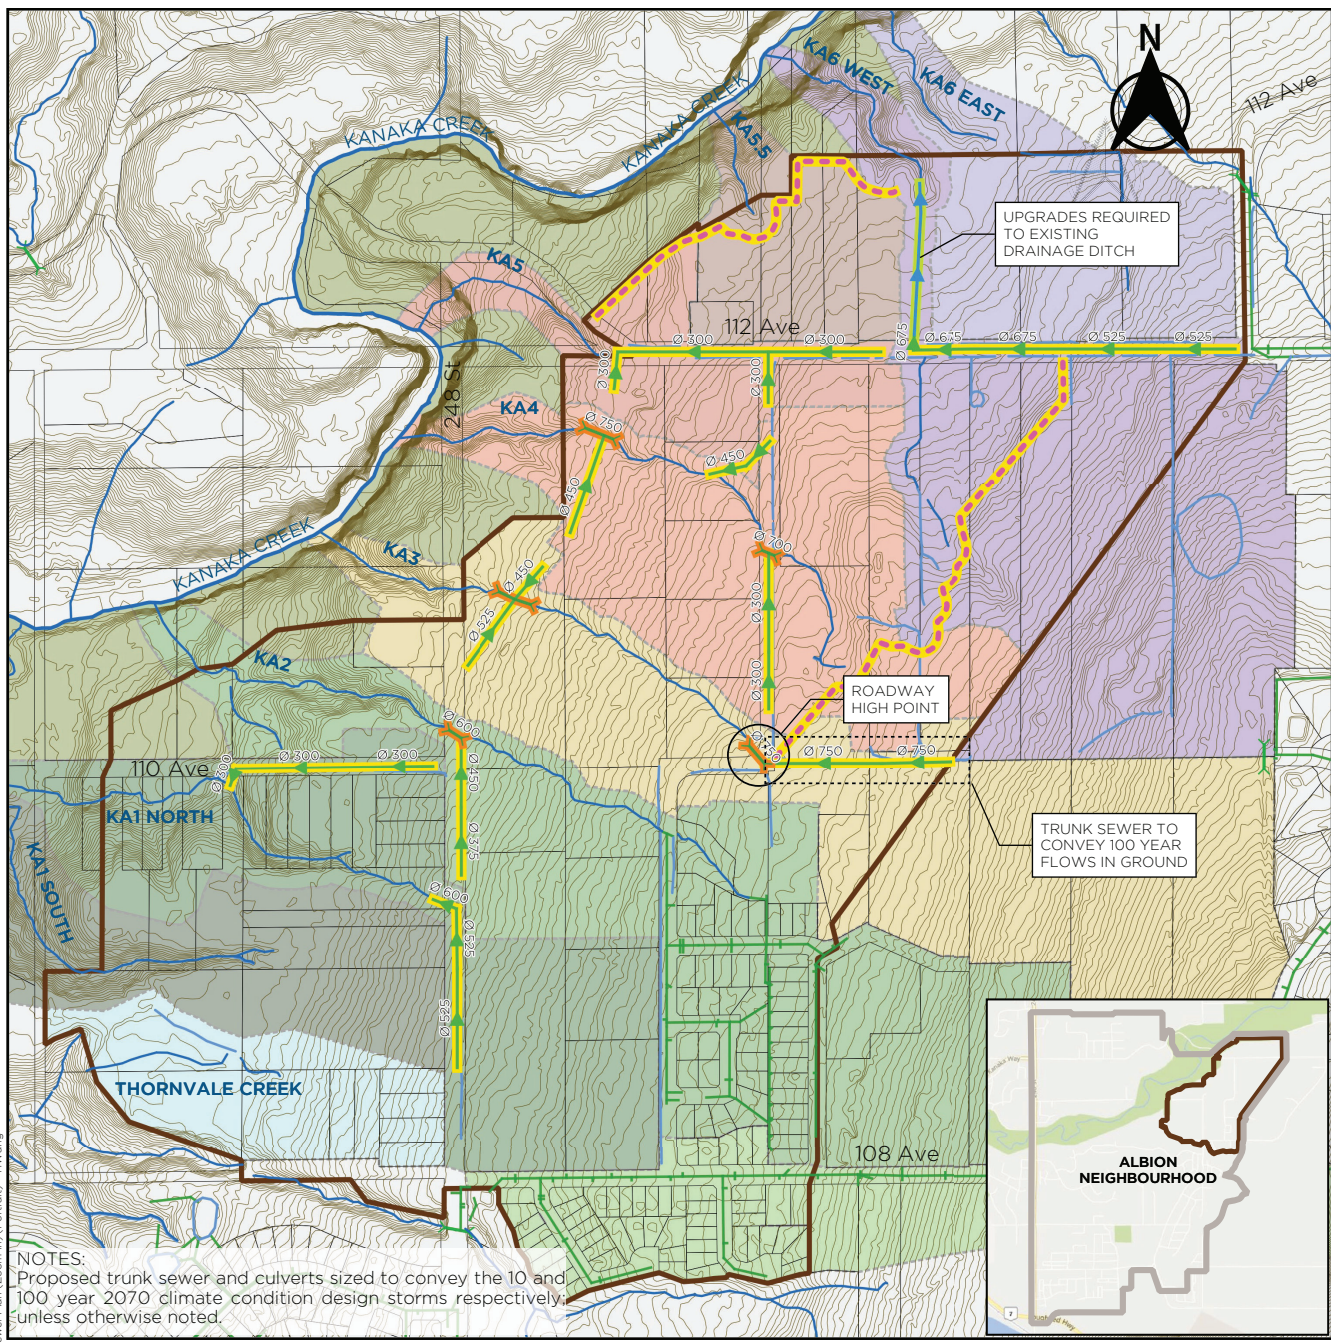 N
112 Ave
KA6 WEST
KA6 EAST
KANAKA CREEK
KANAKA CREEK
KA5.5
UPGRADES REQUIRED
TO EXISTING
DRAINAGE DITCH
KA5
112 Ave
Ø 300
Ø 300
Ø 675
Ø 675
Ø 675
Ø 525
Ø 525
Ø 300
Ø 300
248 St
KA4
Ø 750
Ø 450
Ø 450
KANAKA CREEK
KA3
Ø 700
Ø 450
Ø 525
Ø 300
Ø 300
KA2
ROADWAY
HIGH POINT
Ø 600
Ø 750
Ø 750
110 Ave
Ø 300
Ø 300
Ø 300
Ø 450
KA1 NORTH
Ø 375
TRUNK SEWER TO
CONVEY 100 YEAR
FLOWS IN GROUND
KA1 SOUTH
Ø 600
Ø 525
Ø 525
THORNVALE CREEK
108 Ave
Kanaka Way
ALBION
NEIGHBOURHOOD
7
Hwy
NOTES:
Proposed trunk sewer and culverts sized to convey the 10 and
100 year 2070 climate condition design storms respectively,
unless otherwise noted.